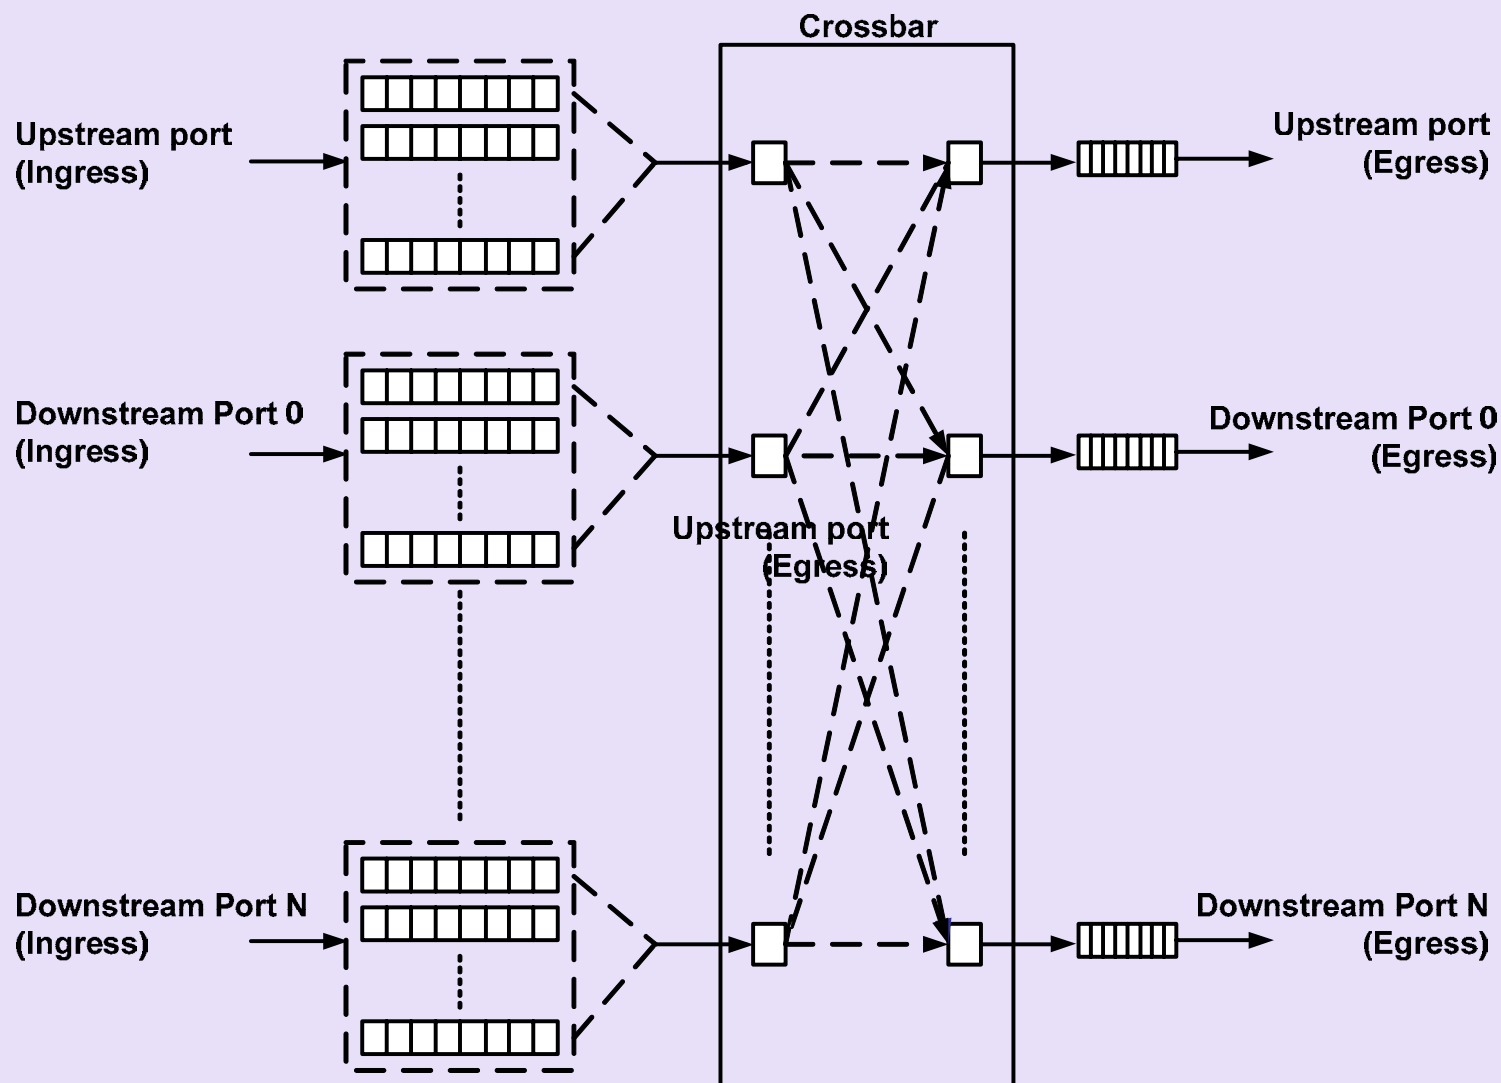 Crossbar
Upstream port
(Ingress)
Upstream port
(Egress)
Downstream Port 0
(Ingress)
Downstream Port 0
(Egress)
Upstream port
(Egress)
Downstream Port N
(Ingress)
Downstream Port N
(Egress)